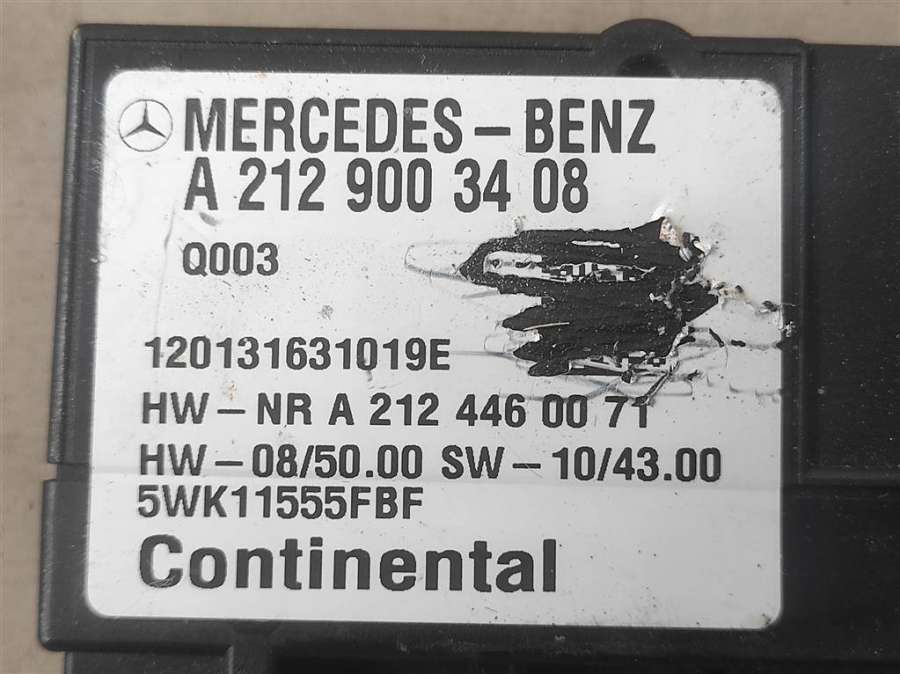 MERCEDES-BENZ
A 212 900 34 08
Q003
120131631019E
HW-NR A 212 446 00 71
HW-08/50.00 SW-10/43.00
5WK11555FBF
Continental